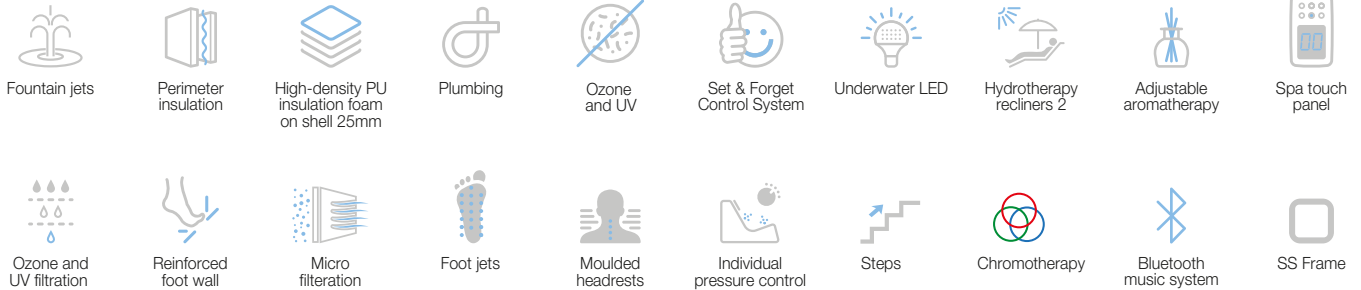 Fountain jets
Perimeter
insulation
High-density PU
insulation foam
on shell 25mm
Plumbing
Ozone
and UV
Set & Forget
Control System
Underwater LED
Hydrotherapy
recliners 2
Adjustable
aromatherapy
00
Spa touch
panel
Ozone and
UV filtration
Reinforced
foot wall
Micro
filteration
Foot jets
Moulded
headrests
Individual
pressure control
Steps
Chromotherapy
Bluetooth
music system
SS Frame